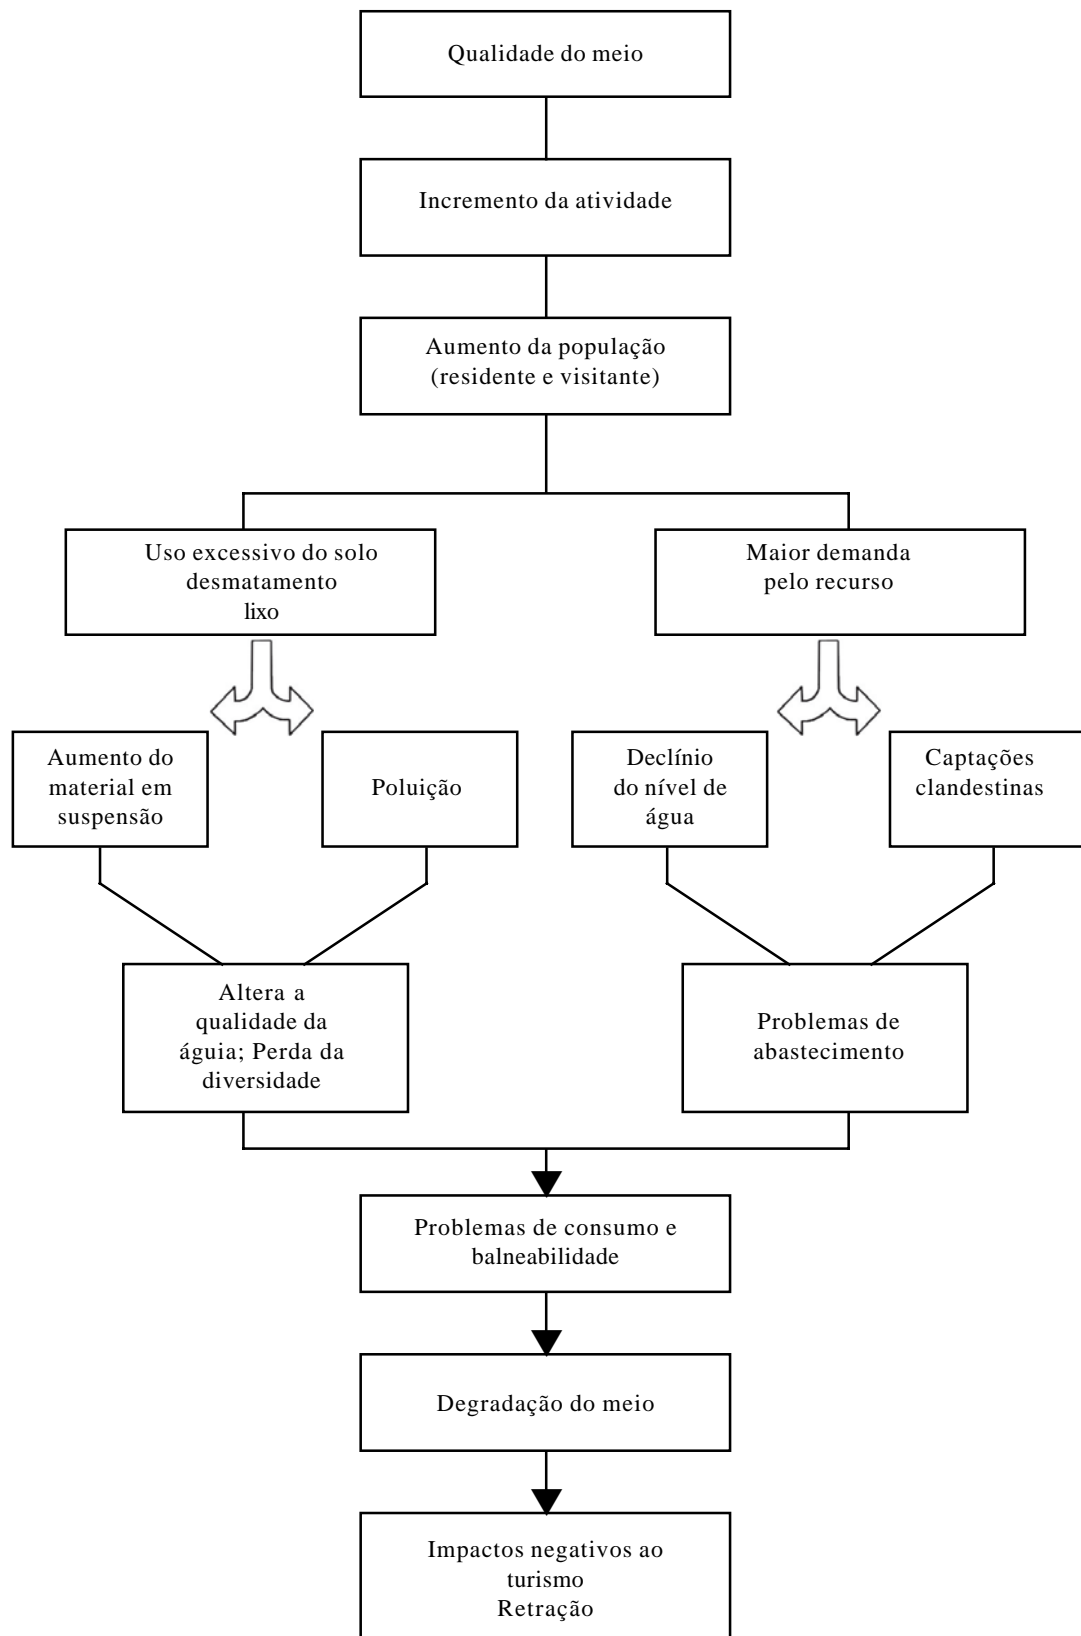 Qualidade do meio
Incremento da atividade
Aumento da população
(residente e visitante)
Uso excessivo do solo
desmatamento
lixo
Maior demanda
pelo recurso
Aumento do
material em
suspensão
Poluição
Declínio
do nível de
água
Captações
clandestinas
Altera a
qualidade da
águia; Perda da
diversidade
Problemas de
abastecimento
Problemas de consumo e
balneabilidade
Degradação do meio
Impactos negativos ao
turismo
Retração